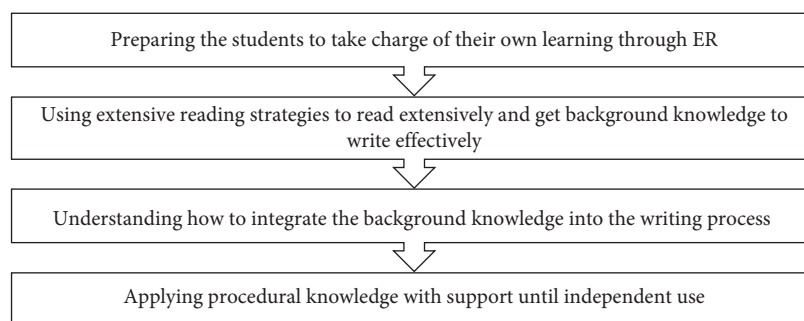 Preparing the students to take charge of their own learning through ER
Using extensive reading strategies to read extensively and get background knowledge to
write effectively
Understanding how to integrate the background knowledge into the writing process
Applying procedural knowledge with support until independent use